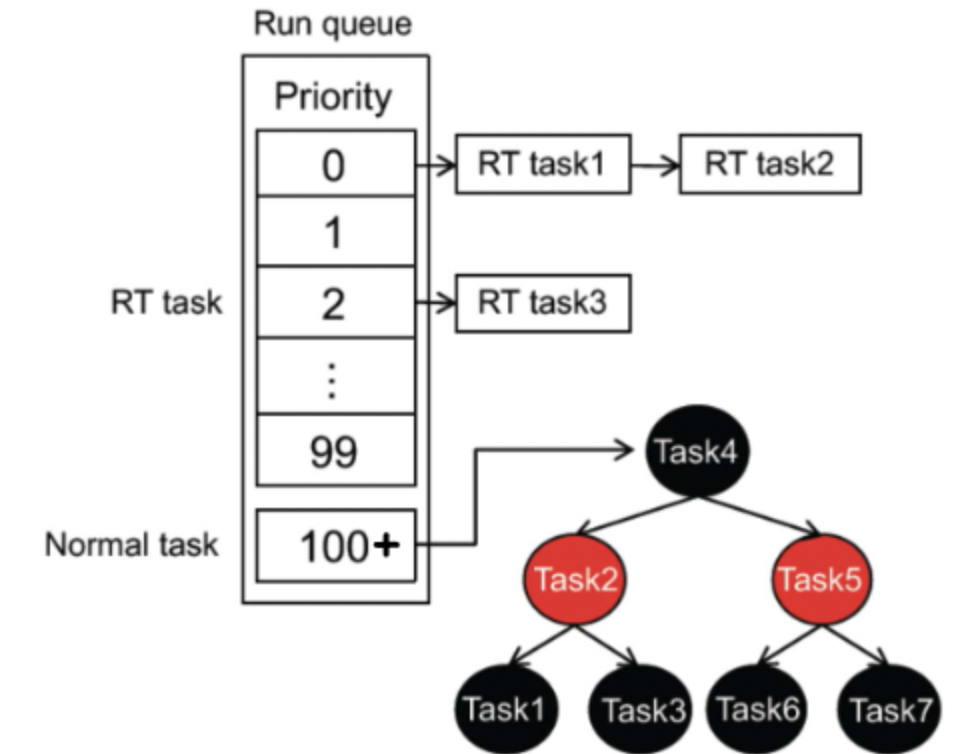 Run queue
Priority
0
RT task1
RT task2
1
RT task
2
RT task3
⋮
99
Task4
Normal task
100+
Task2
Task5
Task1
Task3
Task6
Task7